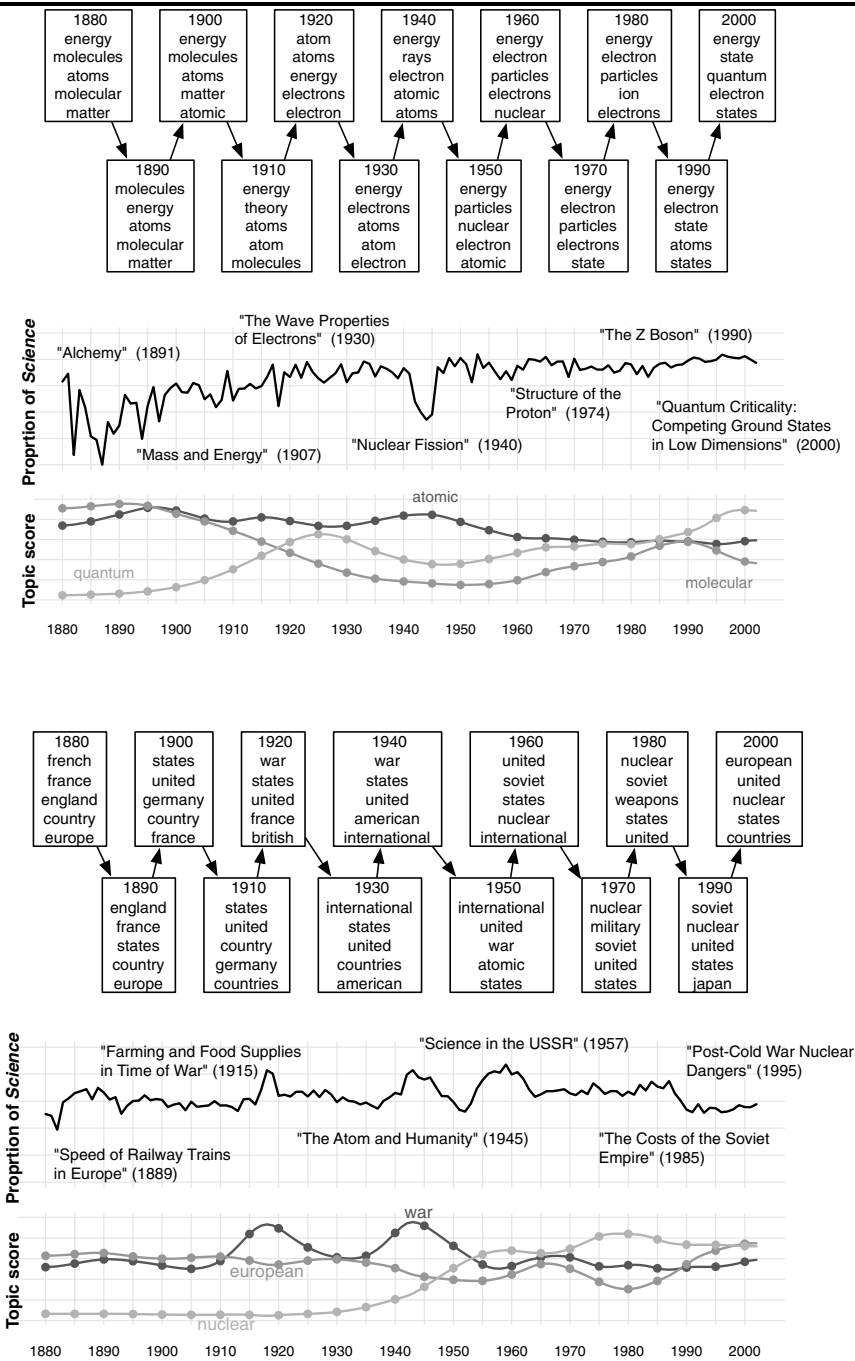 1880
energy
molecules
atoms
molecular
matter
1900
energy
molecules
atoms
matter
atomic
1920
atom
atoms
energy
electrons
electron
1940
energy
rays
electron
atomic
atoms
1960
energy
electron
particles
electrons
nuclear
1980
energy
electron
particles
ion
electrons
2000
energy
state
quantum
electron
states
1890
molecules
energy
atoms
molecular
matter
1910
energy
theory
atoms
atom
molecules
1930
energy
electrons
atoms
atom
electron
1950
energy
particles
nuclear
electron
atomic
1970
energy
electron
particles
electrons
state
1990
energy
electron
state
atoms
states
Proprtion of Science
"Alchemy" (1891)
"The Wave Properties
of Electrons" (1930)
"The Z Boson" (1990)
"Mass and Energy" (1907)
"Nuclear Fission" (1940)
"Structure of the
Proton" (1974)
"Quantum Criticality:
Competing Ground States
in Low Dimensions" (2000)
Topic score
atomic
quantum
molecular
1880 1890 1900 1910 1920 1930 1940 1950 1960 1970 1980 1990 2000
1880
french
france
england
country
europe
1900
states
united
germany
country
france
1920
war
states
united
france
british
1940
war
states
united
american
international
1960
united
soviet
states
nuclear
international
1980
nuclear
soviet
weapons
states
united
2000
european
united
nuclear
states
countries
1890
england
france
states
country
europe
1910
states
united
country
germany
countries
1930
international
states
united
countries
american
1950
international
united
war
atomic
states
1970
nuclear
military
soviet
united
states
1990
soviet
nuclear
united
states
japan
Proprtion of Science
"Farming and Food Supplies
in Time of War" (1915)
"Science in the USSR" (1957)
"Post-Cold War Nuclear
Dangers" (1995)
"Speed of Railway Trains
in Europe" (1889)
"The Atom and Humanity" (1945)
"The Costs of the Soviet
Empire" (1985)
Topic score
war
european
nuclear
1880 1890 1900 1910 1920 1930 1940 1950 1960 1970 1980 1990 2000